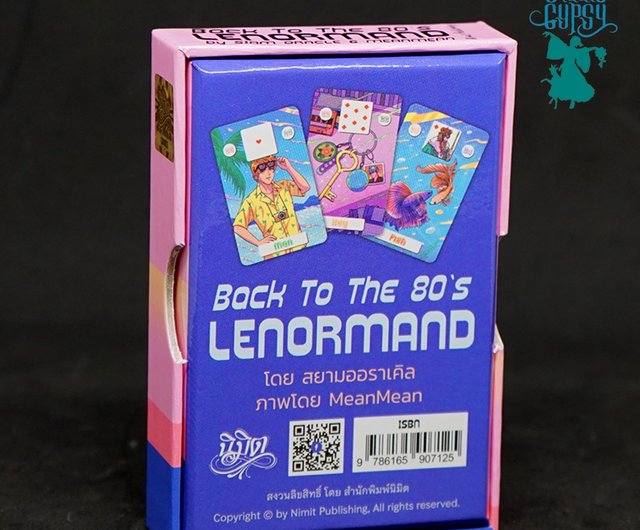 GYPSY
BACK TO THE 80's
LENORMAND
BY SIAM ORACLE & MEANMEAN
Man
Key
Fish
Back To The 80's
LENORMAND
โดย สยามออราเคิล
ภาพโดย MeanMean
นิมิต
ISBN
9 786165 907125
สงวนลิขสิทธิ์ โดย สำนักพิมพ์นิมิต
Copyright © by Nimit Publishing, All rights reserved.